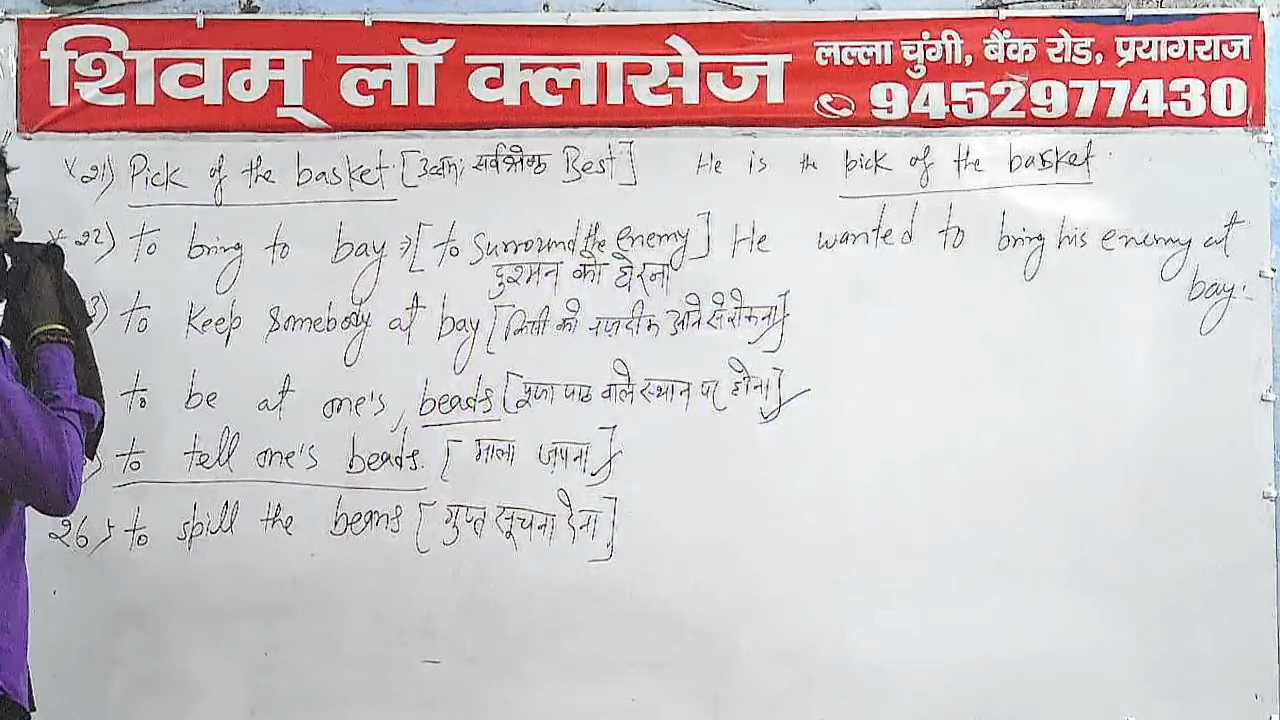 शिवम् लॉ क्लासेज
लल्ला चुंगी, बैंक रोड, प्रयागराज
9452977430
21) Pick of the basket [उत्तम, सर्वश्रेष्ठ Best] He is the pick of the basket.
22) to bring to bay ⇒ [to Surround the enemy] He wanted to bring his enemy at bay.
दुश्मन को घेरना
3) to keep somebody at bay [किसी को नज़दीक आने से रोकना]
to be at one's beads [पूजा पाठ वाले स्थान पर होना]
to tell one's beads. [माला जपना]
26) to spill the beans [गुप्त सूचना देना]